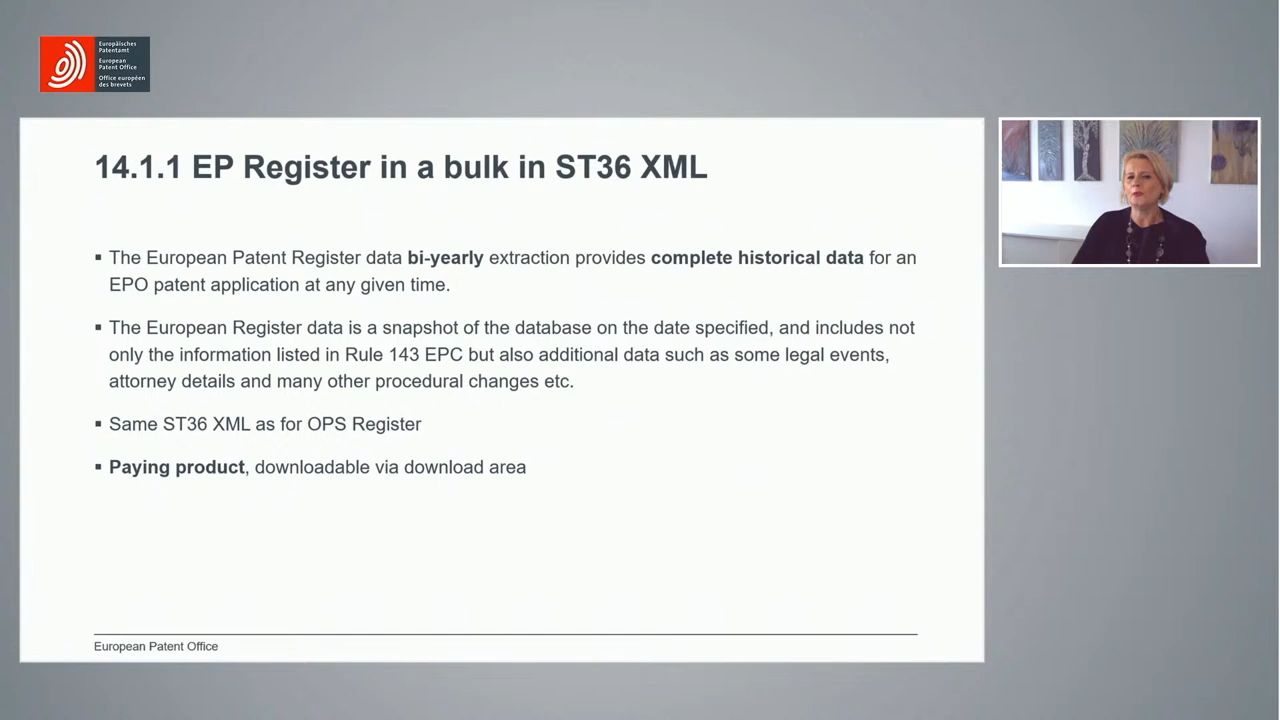 Europäisches
Patentamt
European
Patent Office
Office européen
des brevets
14.1.1 EP Register in a bulk in ST36 XML
▪ The European Patent Register data bi-yearly extraction provides complete historical data for an
EPO patent application at any given time.
▪ The European Register data is a snapshot of the database on the date specified, and includes not
only the information listed in Rule 143 EPC but also additional data such as some legal events,
attorney details and many other procedural changes etc.
▪ Same ST36 XML as for OPS Register
▪ Paying product, downloadable via download area
European Patent Office